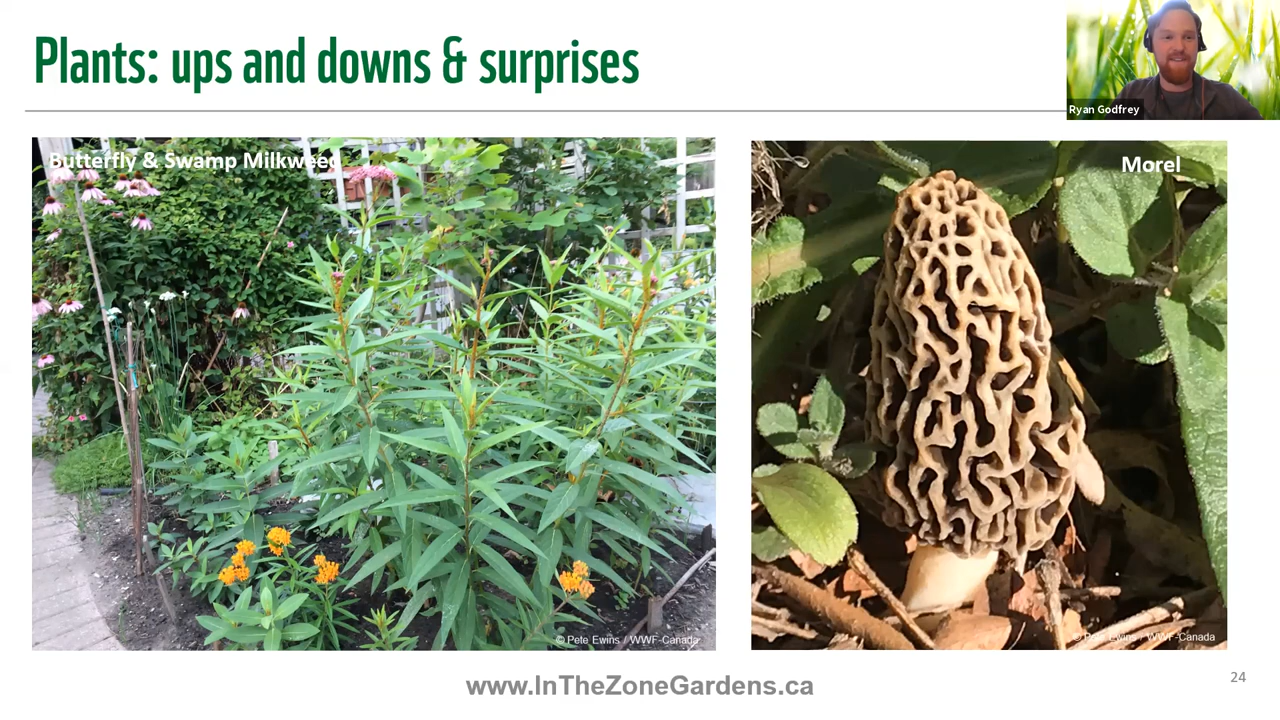 Plants: ups and downs & surprises
Ryan Godfrey
Butterfly & Swamp Milkweed
Morel
© Pete Ewins / WWF-Canada
© Pete Ewins / WWF-Canada
www.InTheZoneGardens.ca
24